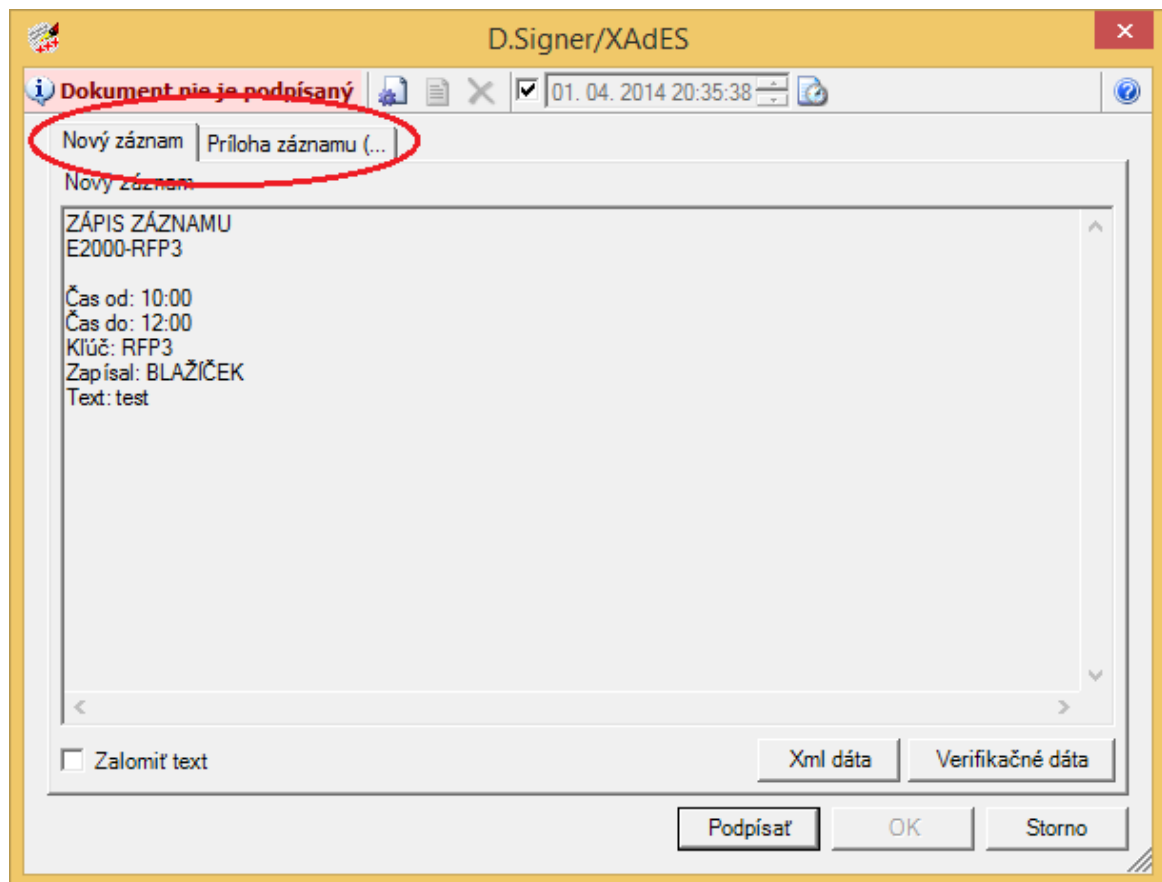 D.Signer/XAdES
Dokument nie je podpísaný 01. 04. 2014 20:35:38
Nový záznam Príloha záznamu (...
Nový záznam
ZÁPIS ZÁZNAMU
E2000-RFP3
Čas od: 10:00
Čas do: 12:00
Kľúč: RFP3
Zapísal: BLAŽÍČEK
Text: test
Zalomiť text Xml dáta Verifikačné dáta
Podpísať OK Storno